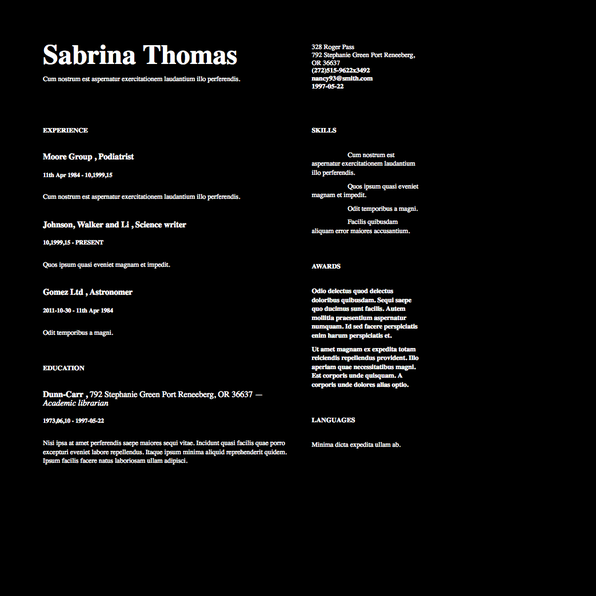 Sabrina Thomas
Cum nostrum est aspernatur exercitationem laudantium illo perferendis.
328 Roger Pass
792 Stephanie Green Port Reneeberg,
OR 36637
(272)515-9622x3492
nancy93@smith.com
1997-05-22
EXPERIENCE
Moore Group , Podiatrist
11th Apr 1984 - 10,1999,15
Cum nostrum est aspernatur exercitationem laudantium illo perferendis.
Johnson, Walker and Li , Science writer
10,1999,15 - PRESENT
Quos ipsum quasi eveniet magnam et impedit.
Gomez Ltd , Astronomer
2011-10-30 - 11th Apr 1984
Odit temporibus a magni.
EDUCATION
Dunn-Carr , 792 Stephanie Green Port Reneeberg, OR 36637 —
Academic librarian
1973,06,10 - 1997-05-22
Nisi ipsa at amet perferendis saepe maiores sequi vitae. Incidunt quasi facilis quae porro
excepturi eveniet labore repellendus. Itaque ipsum minima aliquid reprehenderit quidem.
Ipsum facilis facere natus laboriosam ullam adipisci.
SKILLS
Cum nostrum est
aspernatur exercitationem laudantium
illo perferendis.
Quos ipsum quasi eveniet
magnam et impedit.
Odit temporibus a magni.
Facilis quibusdam
aliquam error maiores accusantium.
AWARDS
Odio delectus quod delectus
doloribus quibusdam. Sequi saepe
quo ducimus sunt facilis. Autem
mollitia praesentium aspernatur
numquam. Id sed facere perspiciatis
enim harum perspiciatis et.
Ut amet magnam ex expedita totam
reiciendis repellendus provident. Illo
aperiam quae necessitatibus magni.
Est corporis unde quisquam. A
corporis unde dolores alias optio.
LANGUAGES
Minima dicta expedita ullam ab.